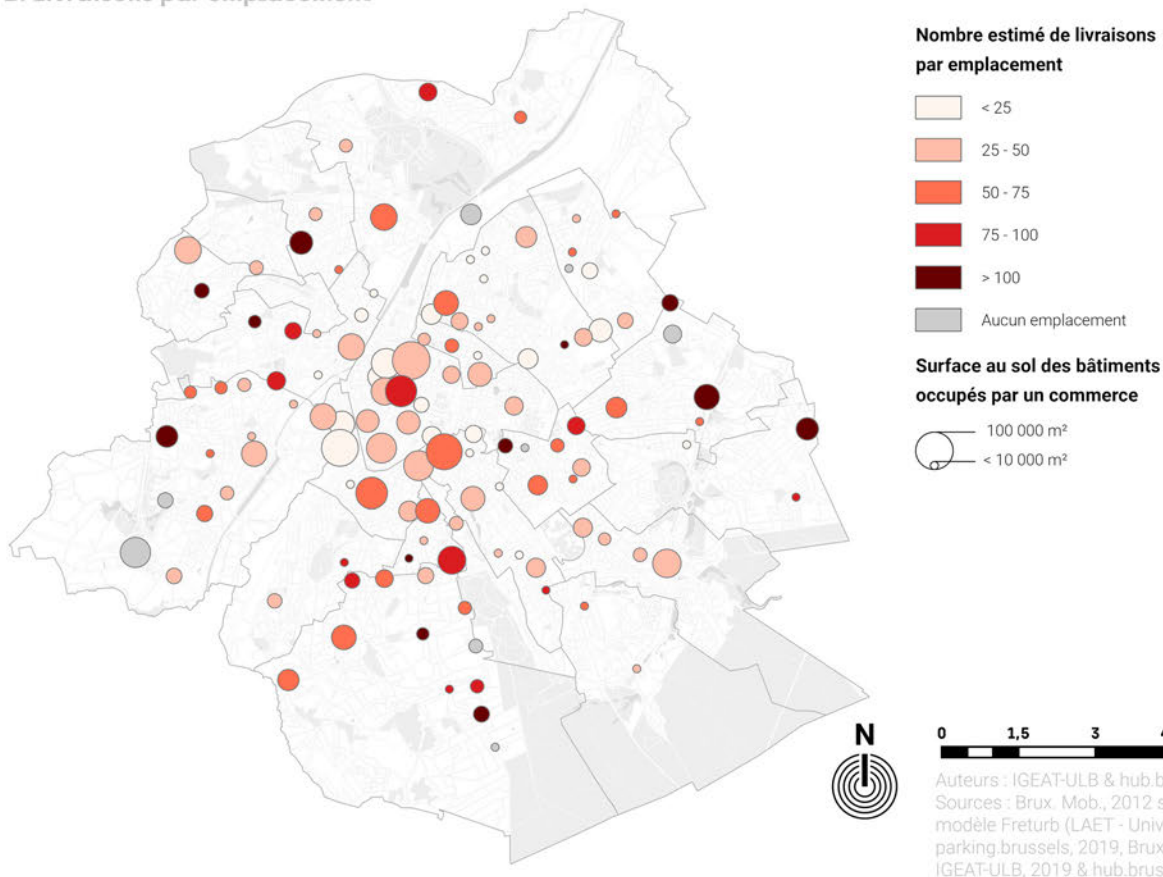 Nombre estimé de livraisons
par emplacement
< 25
25 - 50
50 - 75
75 - 100
> 100
Aucun emplacement
Surface au sol des bâtiments
occupés par un commerce
100 000 m²
< 10 000 m²
N
0 1,5 3
Auteurs : IGEAT-ULB & hub.b
Sources : Brux. Mob., 2012 s
modèle Freturb (LAET - Univ
parking.brussels, 2019, Brux
IGEAT-ULB, 2019 & hub.brus